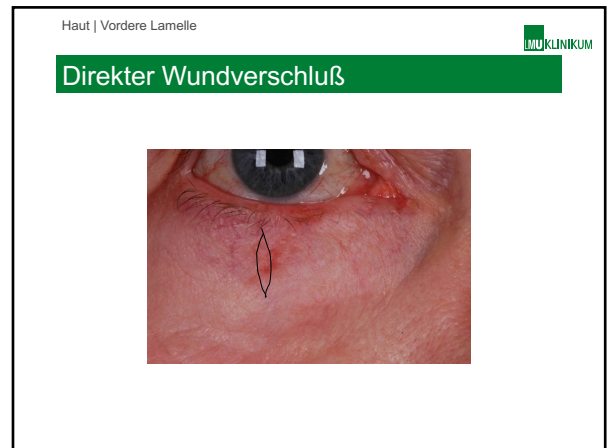 Haut | Vordere Lamelle
LMU KLINIKUM
Direkter Wundverschluß